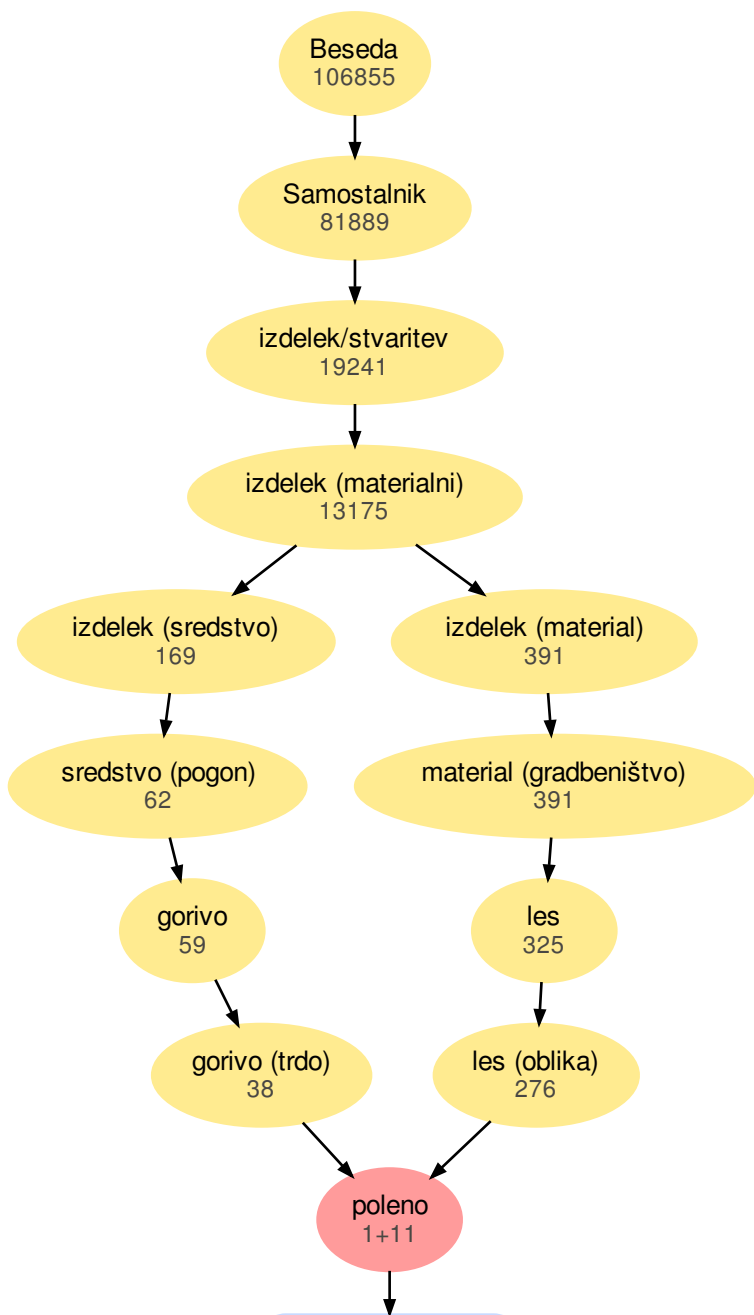 Beseda
106855
Samostalnik
81889
izdelek/stvaritev
19241
izdelek (materialni)
13175
izdelek (sredstvo)
169
izdelek (material)
391
sredstvo (pogon)
62
material (gradbeništvo)
391
gorivo
59
les
325
gorivo (trdo)
38
les (oblika)
276
poleno
1+11